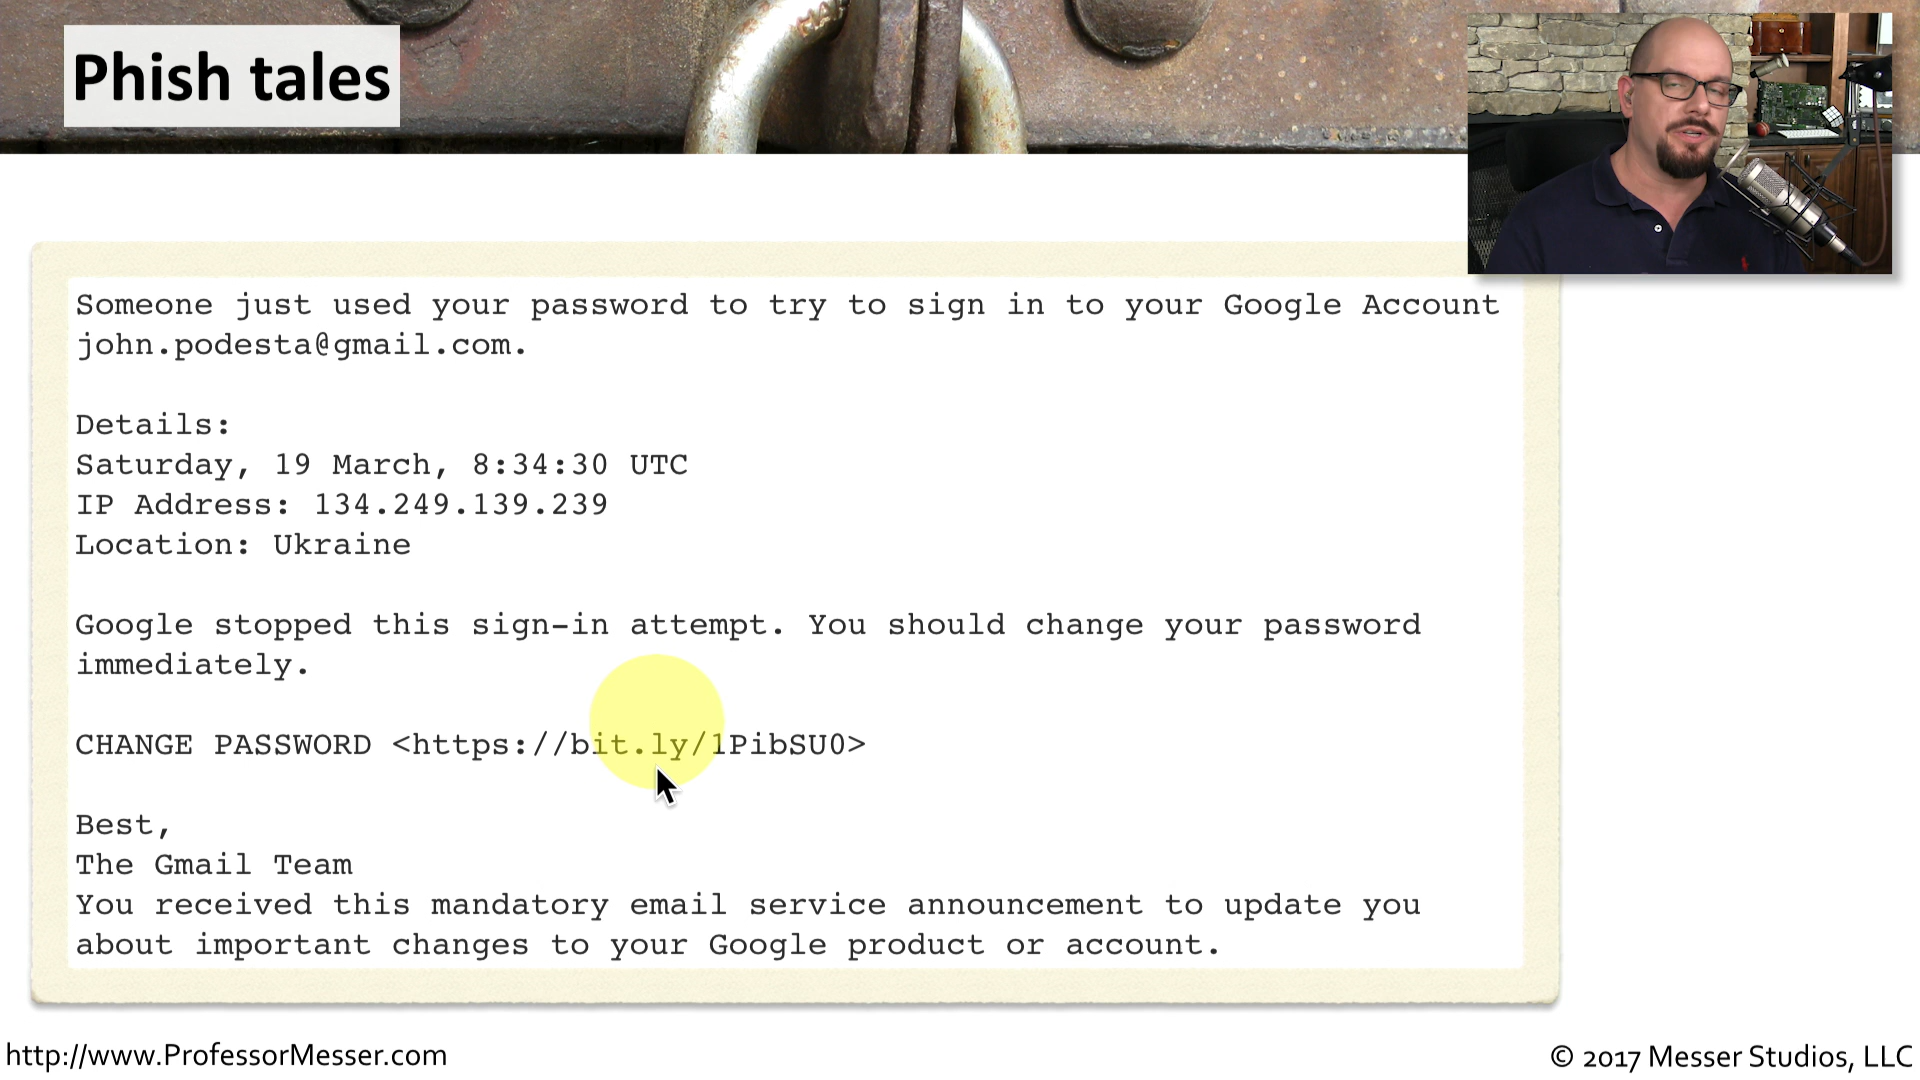 Phish tales
Someone just used your password to try to sign in to your Google Account
john.podesta@gmail.com.
Details:
Saturday, 19 March, 8:34:30 UTC
IP Address: 134.249.139.239
Location: Ukraine
Google stopped this sign-in attempt. You should change your password
immediately.
CHANGE PASSWORD <https://bit.ly/1PibSU0>
Best,
The Gmail Team
You received this mandatory email service announcement to update you
about important changes to your Google product or account.
http://www.ProfessorMesser.com
© 2017 Messer Studios, LLC